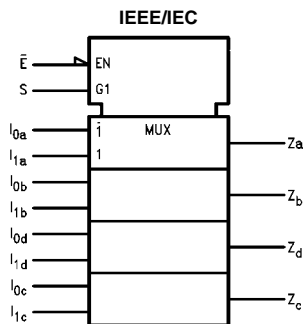 IEEE/IEC
E̅ EN
S G1
I0a 1̅ MUX
I1a 1 Za
I0b
I1b Zb
I0d
I1d Zd
I0c
I1c Zc